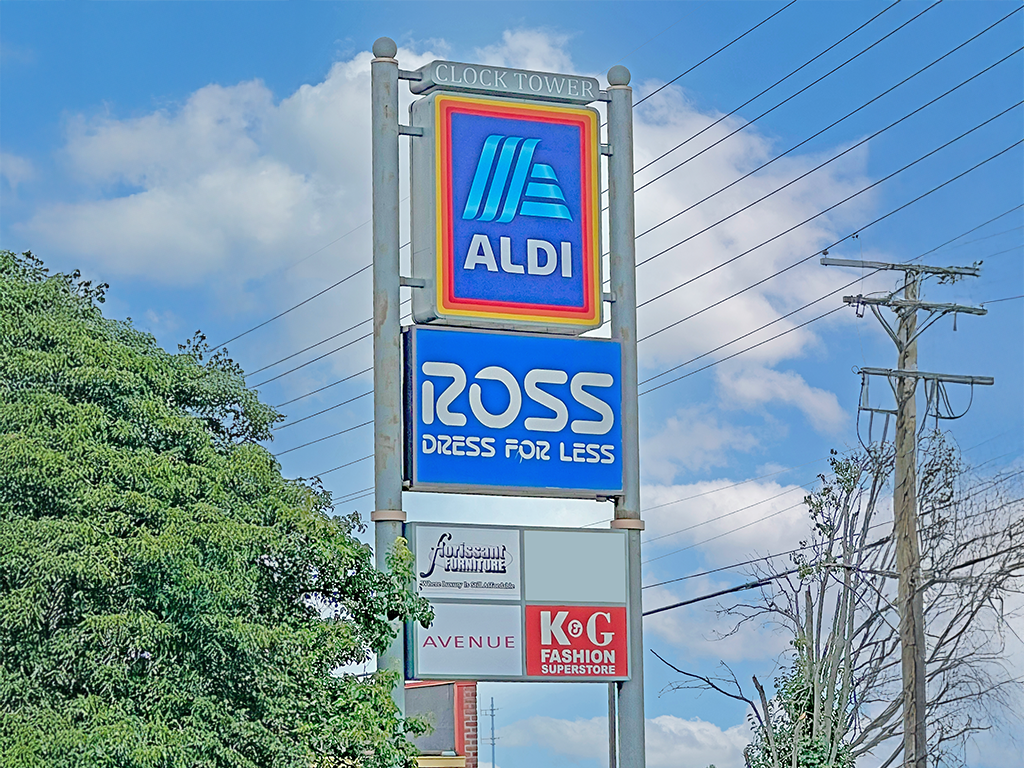 CLOCK TOWER
ALDI
ROSS
DRESS FOR LESS
florissant
FURNITURE
Where Luxury Is Still Affordable
AVENUE
K&G
FASHION
SUPERSTORE